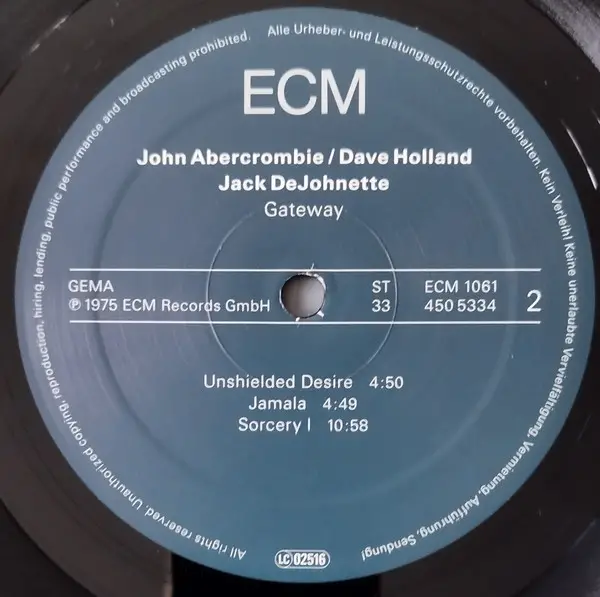 ECM
John Abercrombie / Dave Holland
Jack DeJohnette
Gateway
GEMA ST ECM 1061
℗ 1975 ECM Records GmbH 33 450 5334 2
Unshielded Desire 4:50
Jamala 4:49
Sorcery I 10:58
LC 02516
All rights reserved. Unauthorized copying, reproduction, hiring, lending, public performance and broadcasting prohibited. Alle Urheber- und Leistungsschutzrechte vorbehalten. Kein Verleih! Keine unerlaubte Vervielfältigung, Vermietung, Aufführung, Sendung!